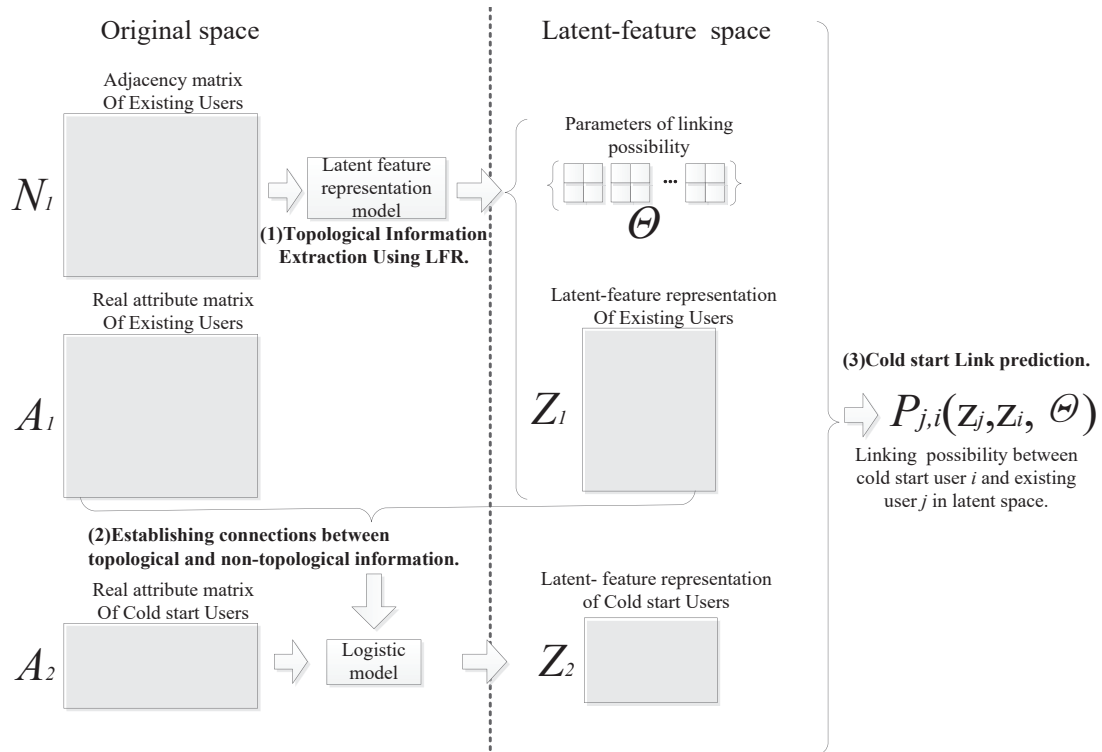 Original space
Latent-feature space
Adjacency matrix
Of Existing Users
N1
Latent feature
representation
model
(1)Topological Information
Extraction Using LFR.
Parameters of linking
possibility
{ ... }
Θ
Real attribute matrix
Of Existing Users
A1
Latent-feature representation
Of Existing Users
Z1
(2)Establishing connections between
topological and non-topological information.
Real attribute matrix
Of Cold start Users
A2
Logistic
model
Latent- feature representation
of Cold start Users
Z2
(3)Cold start Link prediction.
Pj,i(zj,zi, Θ)
Linking possibility between
cold start user i and existing
user j in latent space.